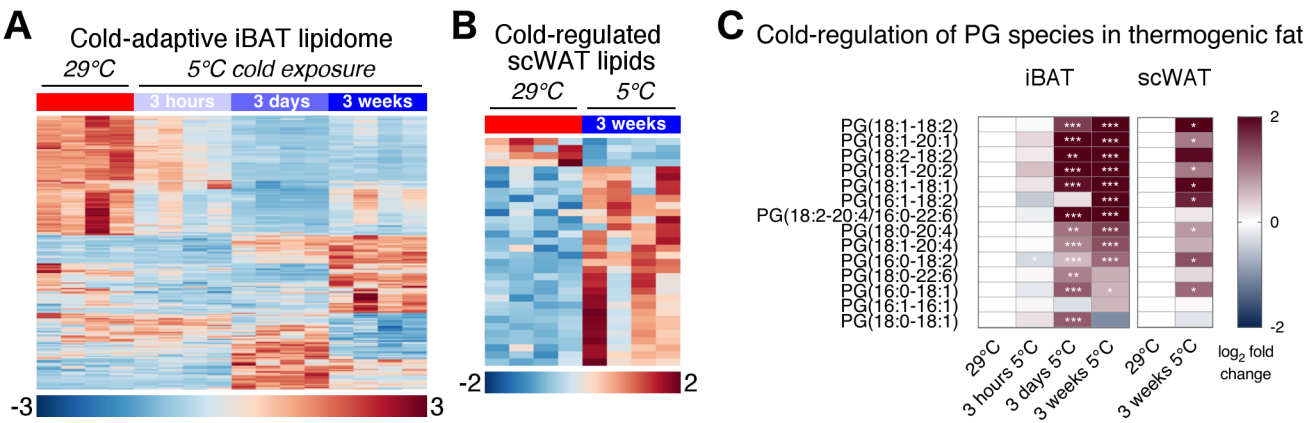 A
Cold-adaptive iBAT lipidome
29°C
5°C cold exposure
3 hours
3 days
3 weeks
-3
3
B
Cold-regulated
scWAT lipids
29°C
5°C
3 weeks
-2
2
C
Cold-regulation of PG species in thermogenic fat
iBAT
scWAT
PG(18:1-18:2)
*** *** *
PG(18:1-20:1)
*** *** *
PG(18:2-18:2)
** ***
PG(18:1-20:2)
*** *** *
PG(18:1-18:1)
*** *** *
PG(16:1-18:2)
*** *
PG(18:2-20:4/16:0-22:6)
*** ***
PG(18:0-20:4)
** *** *
PG(18:1-20:4)
*** ***
PG(16:0-18:2)
* *** *** *
PG(18:0-22:6)
**
PG(16:0-18:1)
*** * *
PG(16:1-16:1)
PG(18:0-18:1)
***
29°C
3 hours 5°C
3 days 5°C
3 weeks 5°C
29°C
3 weeks 5°C
2
0
-2
log2 fold
change